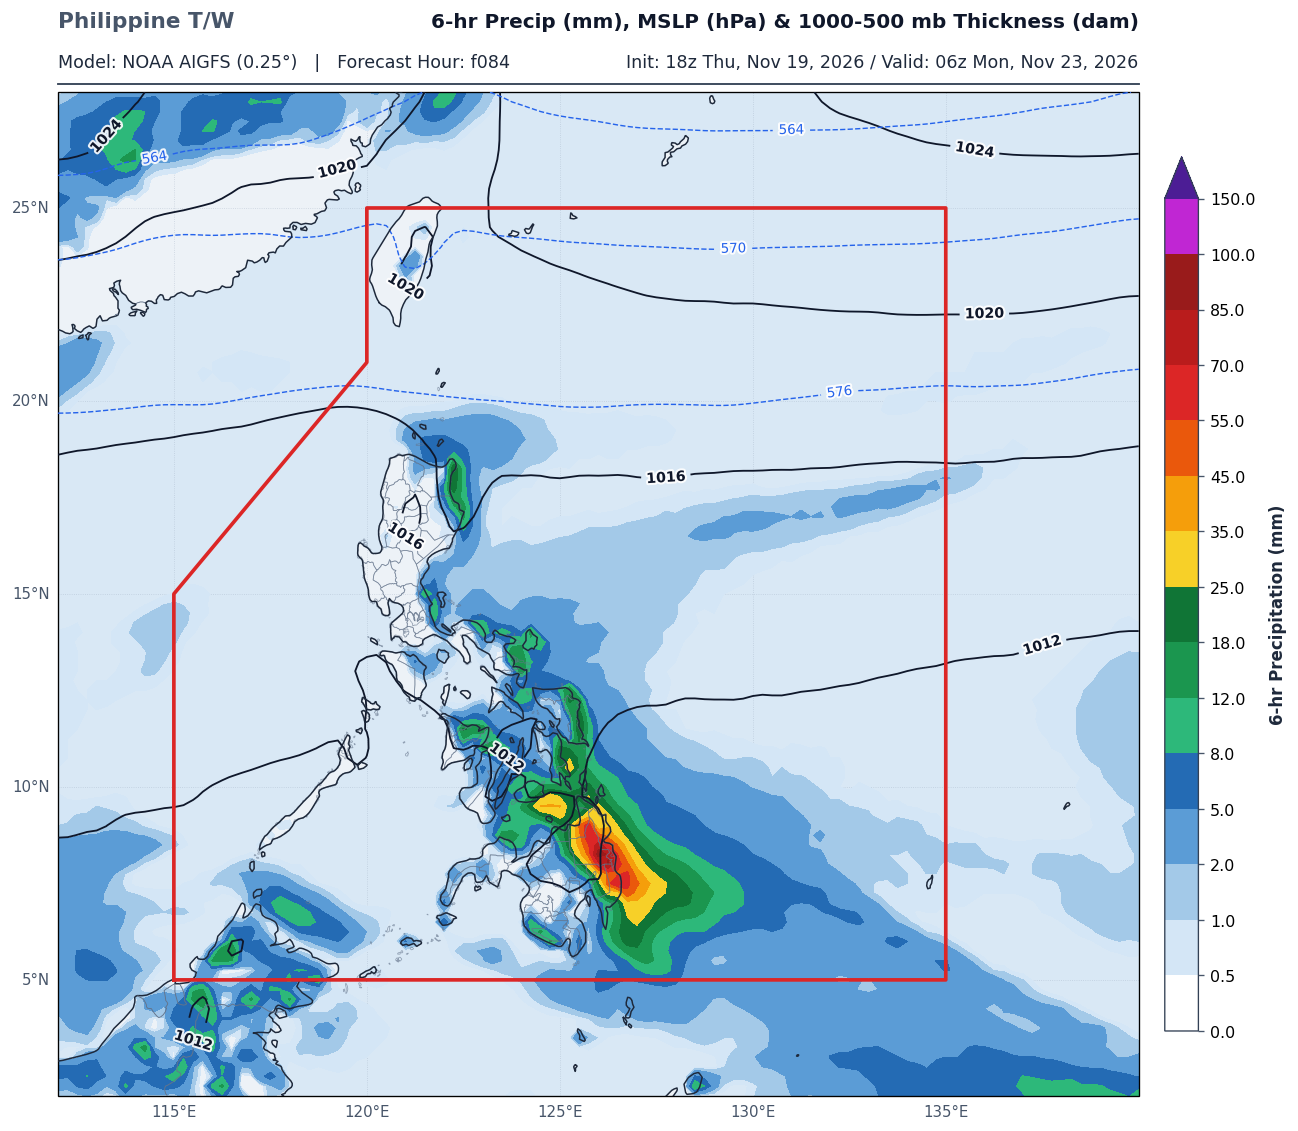 Philippine T/W
6-hr Precip (mm), MSLP (hPa) & 1000-500 mb Thickness (dam)
Model: NOAA AIGFS (0.25°)   |   Forecast Hour: f084
Init: 18z Thu, Nov 19, 2026 / Valid: 06z Mon, Nov 23, 2026
1024
564
1020
564
1024
25°N
570
1020
1020
20°N
576
1016
1016
15°N
1012
1012
10°N
5°N
1012
115°E
120°E
125°E
130°E
135°E
150.0
100.0
85.0
70.0
55.0
45.0
35.0
25.0
18.0
12.0
8.0
5.0
2.0
1.0
0.5
0.0
6-hr Precipitation (mm)